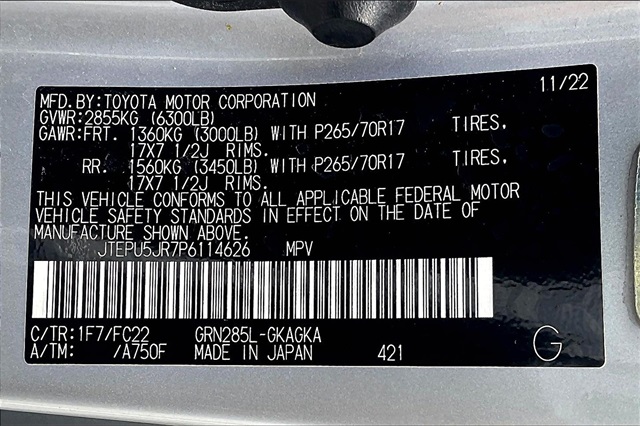 11/22
MFD.BY:TOYOTA MOTOR CORPORATION
GVWR:2855KG (6300LB)
GAWR:FRT. 1360KG (3000LB) WITH P265/70R17 TIRES,
17X7 1/2J RIMS.
RR. 1560KG (3450LB) WITH P265/70R17 TIRES,
17X7 1/2J RIMS.
THIS VEHICLE CONFORMS TO ALL APPLICABLE FEDERAL MOTOR
VEHICLE SAFETY STANDARDS IN EFFECT ON THE DATE OF
MANUFACTURE SHOWN ABOVE.
JTEPU5JR7P6114626 MPV
C/TR:1F7/FC22 GRN285L-GKAGKA
A/TM: /A750F MADE IN JAPAN 421 G